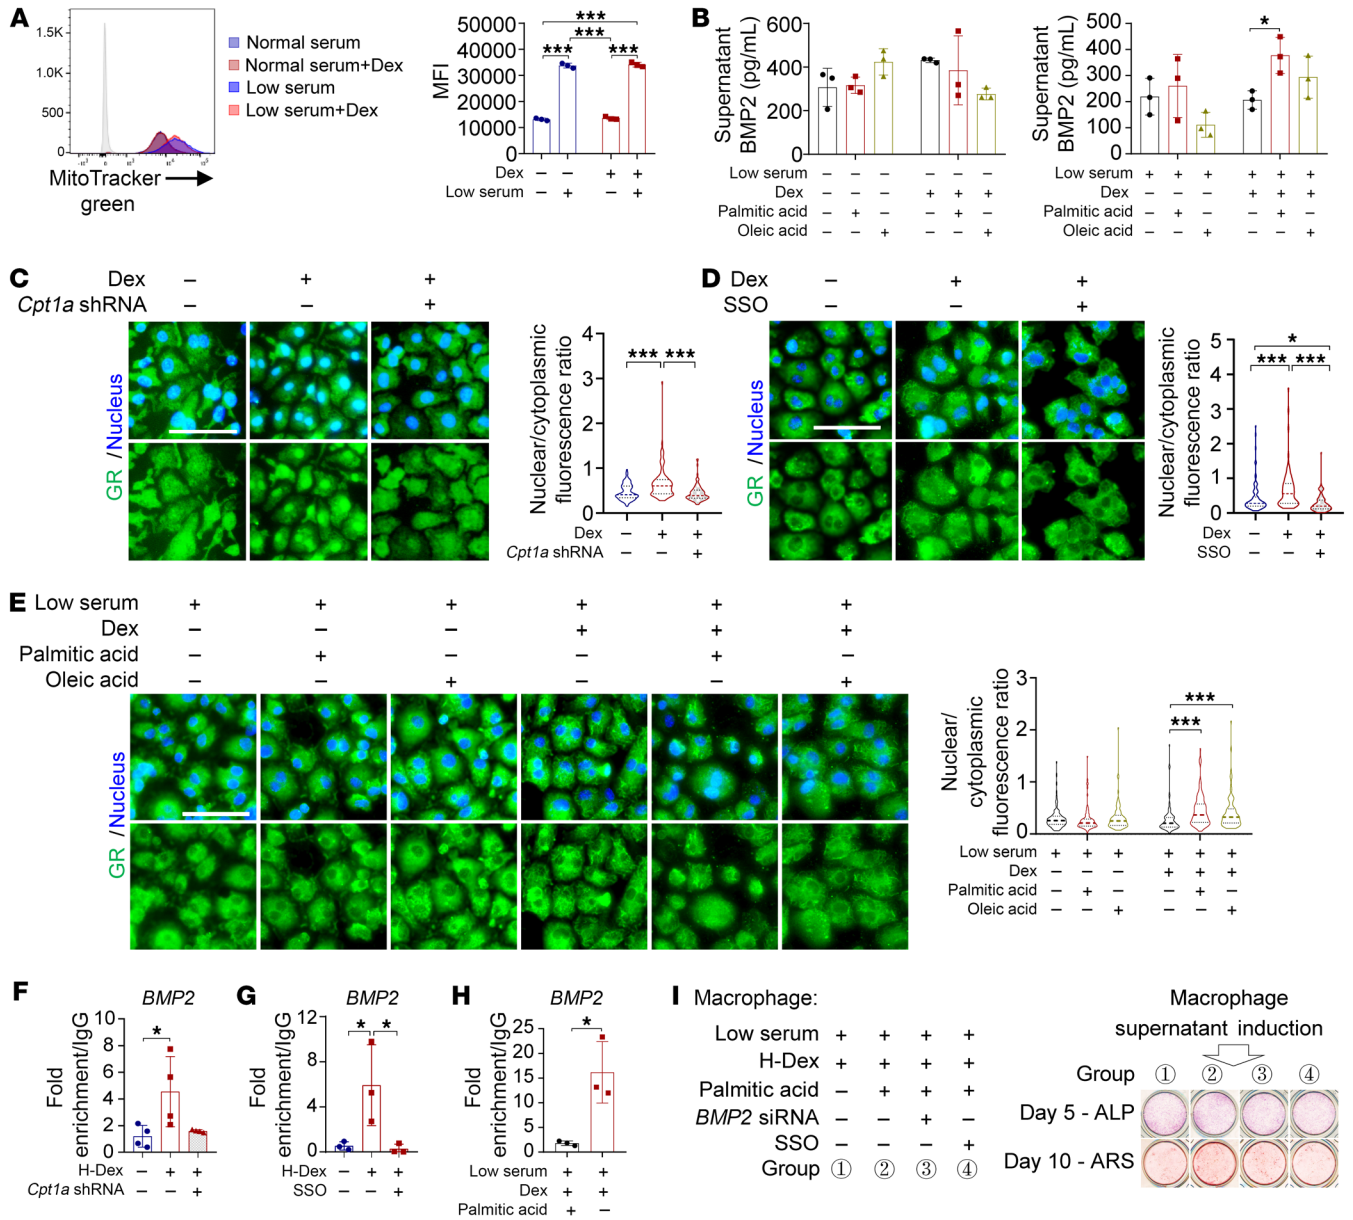 A
1.5K
1.0K
500
0
-10³ 0 10³ 10⁴ 10⁵
MitoTracker
green
Normal serum
Normal serum+Dex
Low serum
Low serum+Dex
MFI
50000
40000
30000
20000
10000
0
***
***
*** ***
Dex – – + +
Low serum – + – +
B
Supernatant
BMP2 (pg/mL)
600
400
200
0
Low serum – – – – – –
Dex – – – + + +
Palmitic acid – + – – + –
Oleic acid – – + – – +
Supernatant
BMP2 (pg/mL)
500
400
300
200
100
0
*
Low serum + + + + + +
Dex – – – + + +
Palmitic acid – + – – + –
Oleic acid – – + – – +
C
Dex – + +
Cpt1a shRNA – – +
GR / Nucleus
Nuclear/cytoplasmic
fluorescence ratio
4
3
2
1
0
*** ***
Dex – + +
Cpt1a shRNA – – +
D
Dex – + +
SSO – – +
GR / Nucleus
Nuclear/cytoplasmic
fluorescence ratio
5
4
3
2
1
0
*
*** ***
Dex – + +
SSO – – +
E
Low serum + + + + + +
Dex – – – + + +
Palmitic acid – + – – + –
Oleic acid – – + – – +
GR / Nucleus
Nuclear/
cytoplasmic
fluorescence ratio
3
2
1
0
***
***
Low serum + + + + + +
Dex – – – + + +
Palmitic acid – + – – + –
Oleic acid – – + – – +
F
BMP2
Fold
enrichment/IgG
10
8
6
4
2
0
*
H-Dex – + +
Cpt1a shRNA – – +
G
BMP2
Fold
enrichment/IgG
12
8
4
0
* *
H-Dex – + +
SSO – – +
H
BMP2
Fold
enrichment/IgG
25
20
15
10
5
0
*
Low serum + +
Dex + +
Palmitic acid + –
I
Macrophage:
Low serum + + + +
H-Dex + + + +
Palmitic acid – + + +
BMP2 siRNA – – + –
SSO – – – +
Group ① ② ③ ④
Macrophage
supernatant induction
Group ① ② ③ ④
Day 5 - ALP
Day 10 - ARS